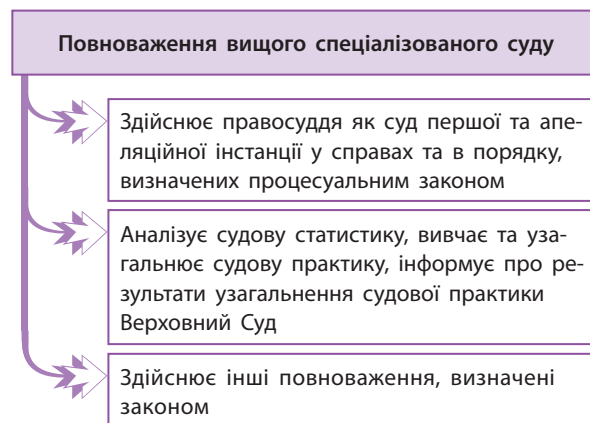 Повноваження вищого спеціалізованого суду
Здійснює правосуддя як суд першої та апе-
ляційної інстанції у справах та в порядку,
визначених процесуальним законом
Аналізує судову статистику, вивчає та уза-
гальнює судову практику, інформує про ре-
зультати узагальнення судової практики
Верховний Суд
Здійснює інші повноваження, визначені
законом